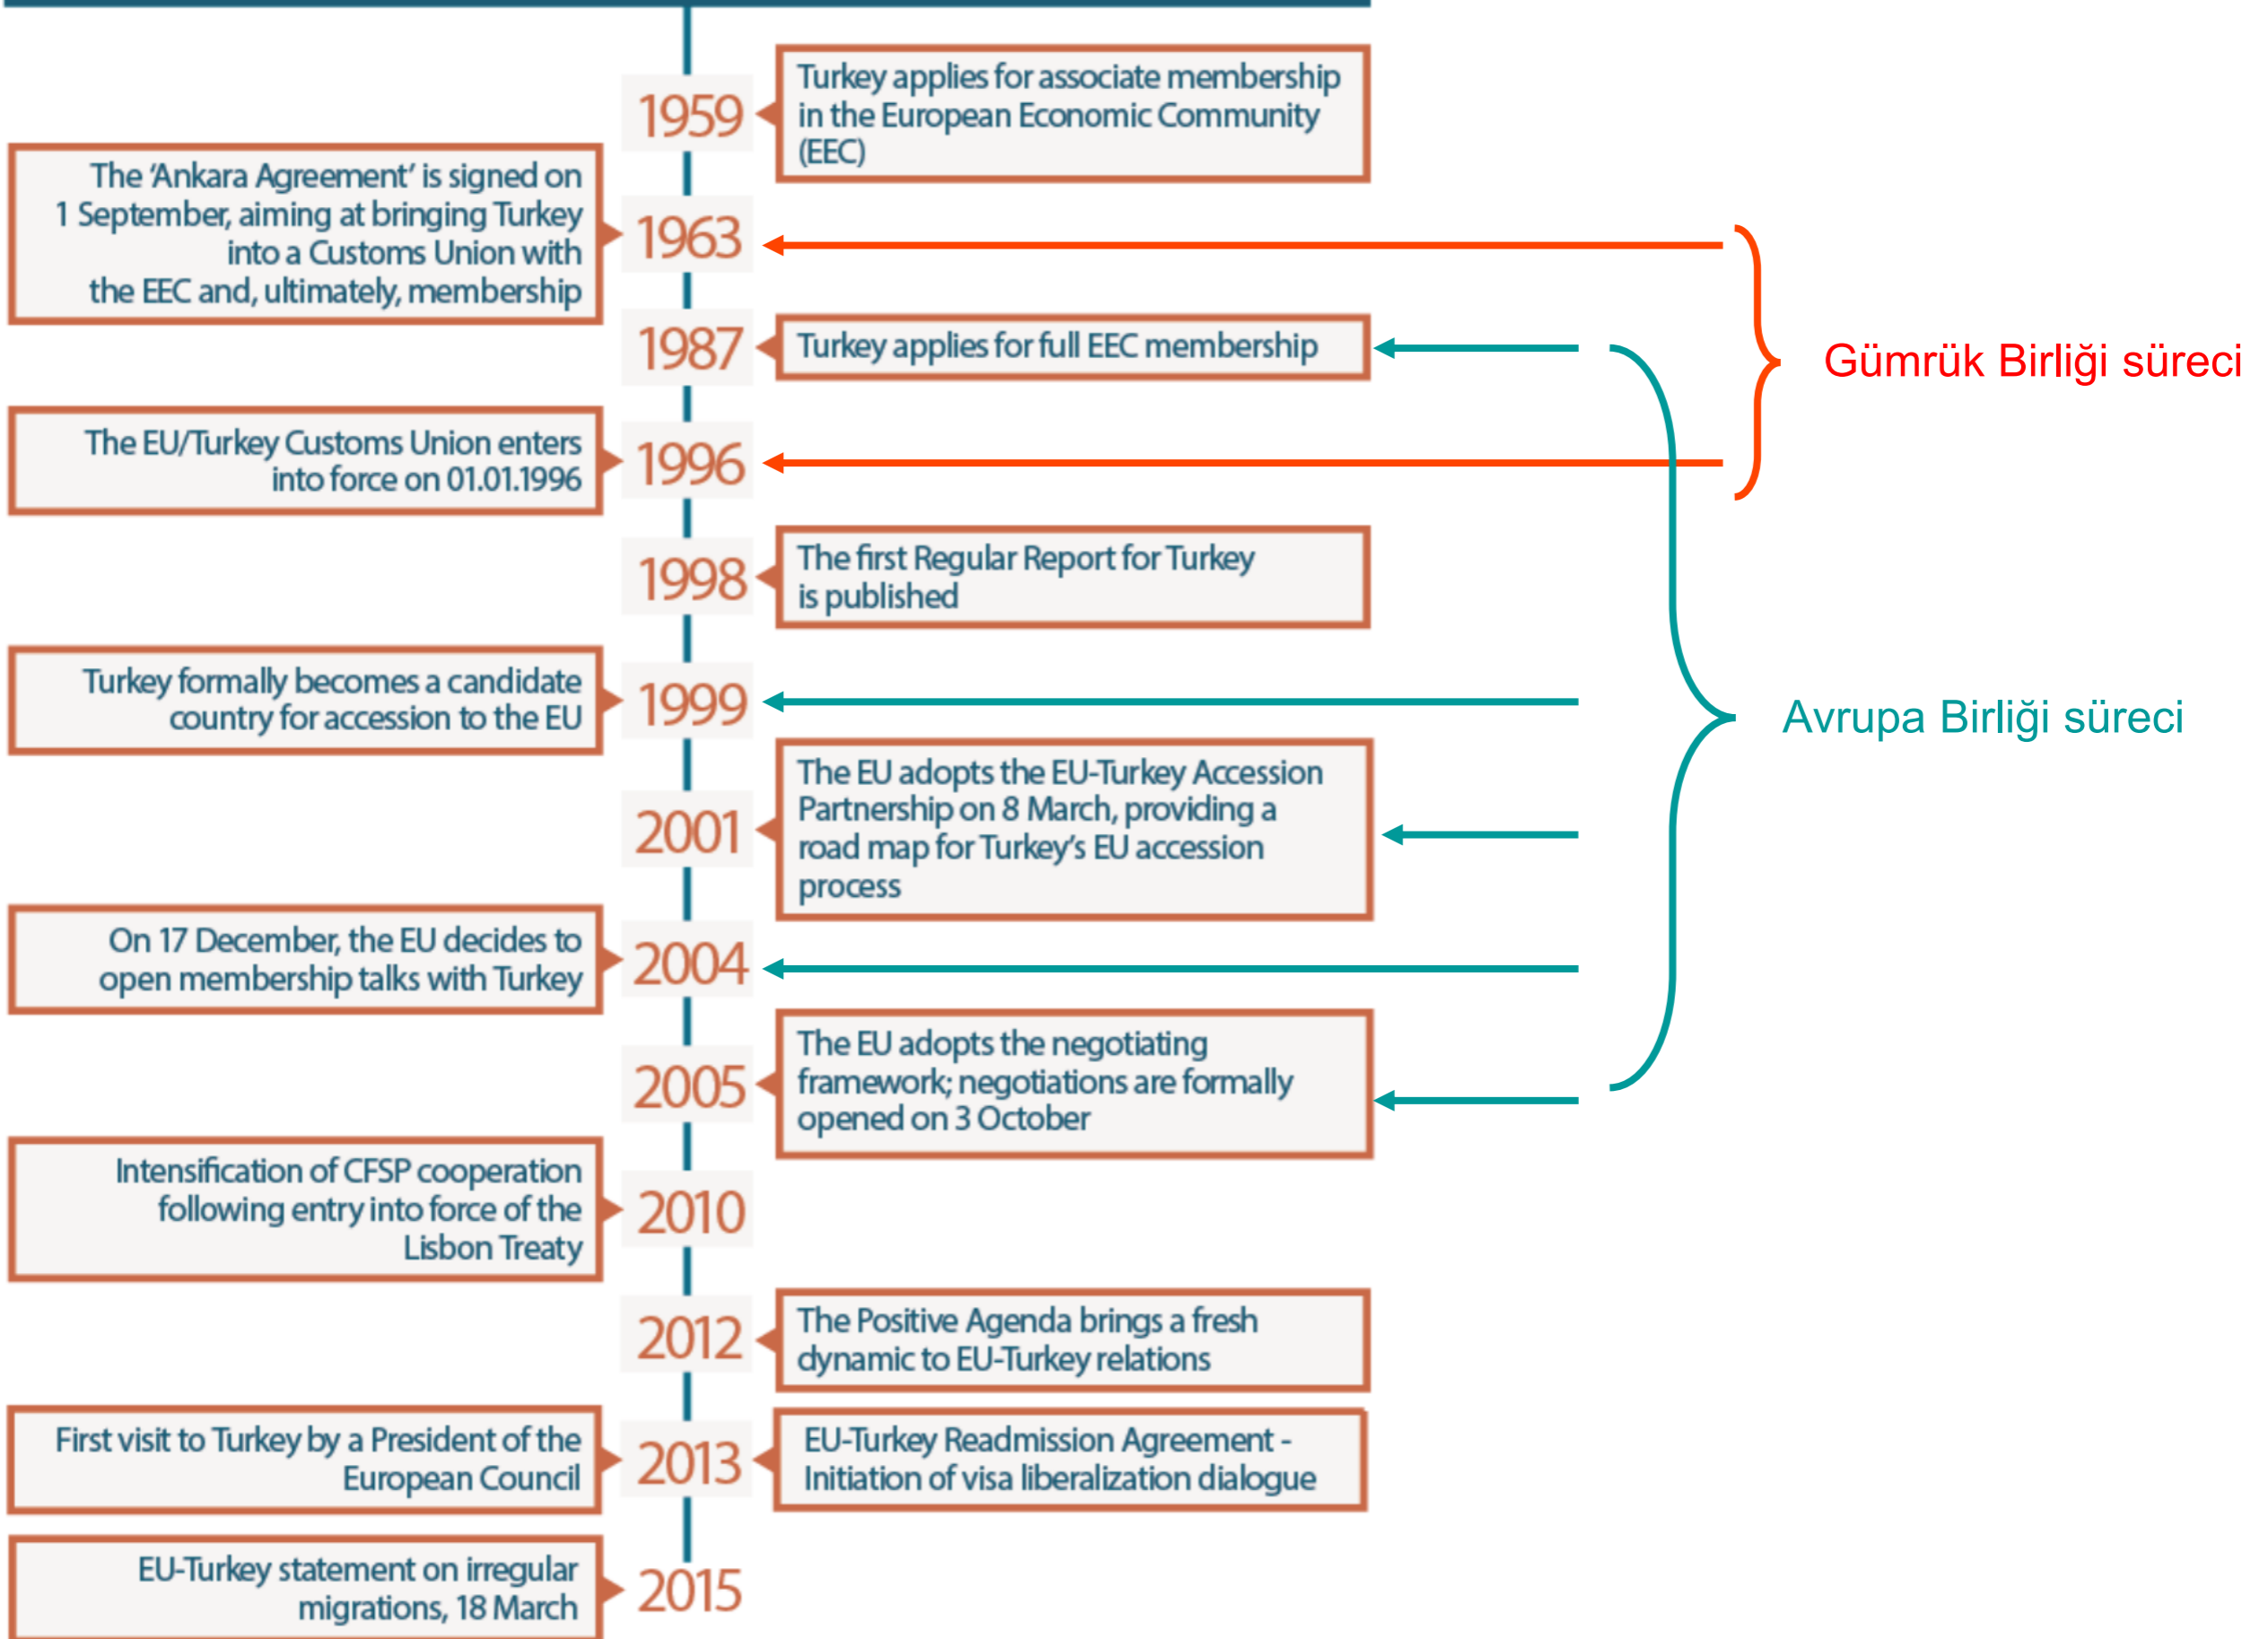 1959
Turkey applies for associate membership
in the European Economic Community
(EEC)
The ‘Ankara Agreement’ is signed on
1 September, aiming at bringing Turkey
into a Customs Union with
the EEC and, ultimately, membership
1963
1987
Turkey applies for full EEC membership
Gümrük Birliği süreci
The EU/Turkey Customs Union enters
into force on 01.01.1996
1996
1998
The first Regular Report for Turkey
is published
Turkey formally becomes a candidate
country for accession to the EU
1999
Avrupa Birliği süreci
2001
The EU adopts the EU-Turkey Accession
Partnership on 8 March, providing a
road map for Turkey’s EU accession
process
On 17 December, the EU decides to
open membership talks with Turkey
2004
2005
The EU adopts the negotiating
framework; negotiations are formally
opened on 3 October
Intensification of CFSP cooperation
following entry into force of the
Lisbon Treaty
2010
2012
The Positive Agenda brings a fresh
dynamic to EU-Turkey relations
First visit to Turkey by a President of the
European Council
2013
EU-Turkey Readmission Agreement -
Initiation of visa liberalization dialogue
EU-Turkey statement on irregular
migrations, 18 March
2015